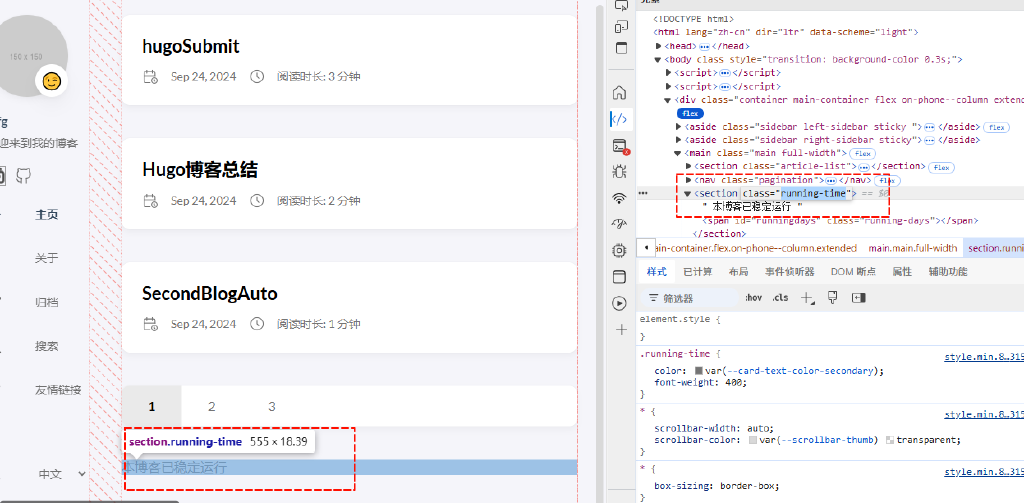 150 x 150
迎来到我的博客
主页
关于
归档
搜索
友情链接
中文
hugoSubmit
Sep 24, 2024 阅读时长: 3 分钟
Hugo博客总结
Sep 24, 2024 阅读时长: 2 分钟
SecondBlogAuto
Sep 24, 2024 阅读时长: 1 分钟
1 2 3
section.running-time 555 × 18.39
本博客已稳定运行
<!DOCTYPE html>
<html lang="zh-cn" dir="ltr" data-scheme="light">
<head> ⋯ </head>
<body class style="transition: background-color 0.3s;">
<script> ⋯ </script>
<script> ⋯ </script>
<div class="container main-container flex on-phone--column extend
flex
<aside class="sidebar left-sidebar sticky "> ⋯ </aside> flex
<aside class="sidebar right-sidebar sticky "> ⋯ </aside>
<main class="main full-width"> flex
<section class="article-list"> ⋯ </section> flex
<nav class="pagination"> ⋯ </nav> flex
<section class="running-time"> == $0
" 本博客已稳定运行 "
<span id="runningdays" class="running-days"></span>
</section>
ain-container.flex.on-phone--column.extended main.main.full-width section.runn
样式 已计算 布局 事件侦听器 DOM 断点 属性 辅助功能
筛选器 :hov .cls
element.style {
}
.running-time { style.min.8…315
color: var(--card-text-color-secondary);
font-weight: 400;
}
* { style.min.8…315
scrollbar-width: auto;
scrollbar-color: var(--scrollbar-thumb) transparent;
}
* { style.min.8…315
box-sizing: border-box;
}